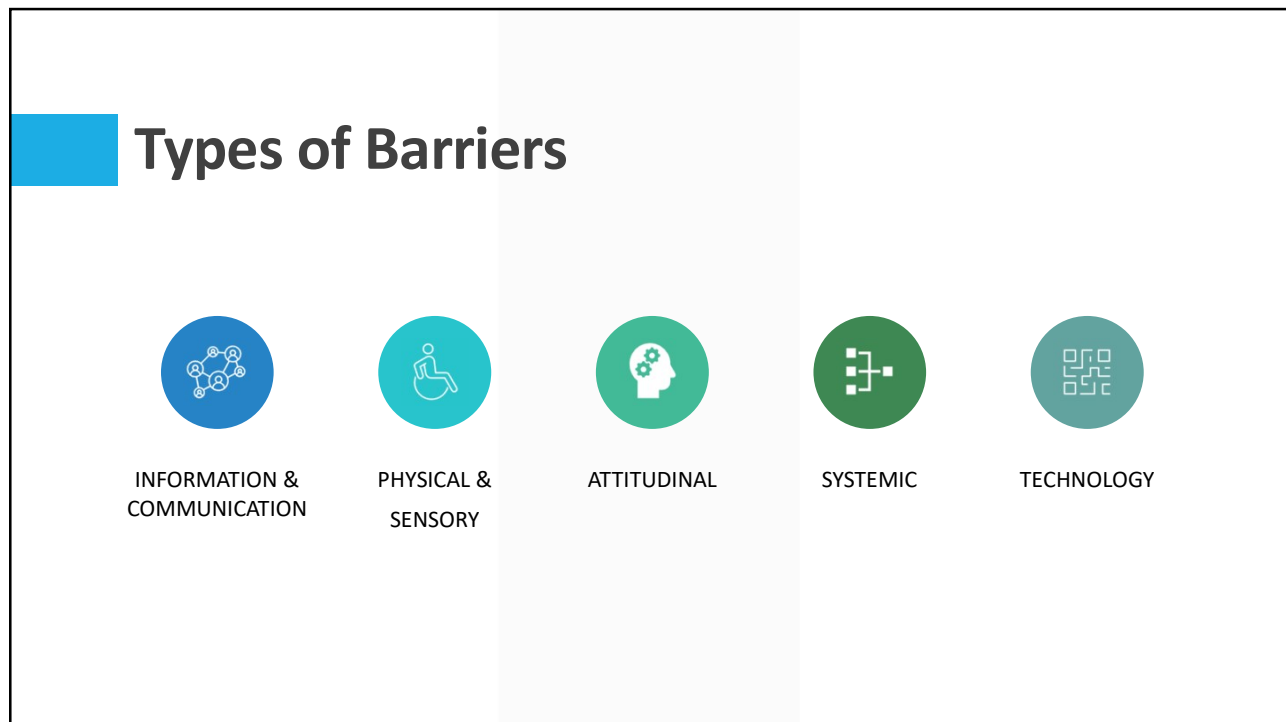 Types of Barriers
INFORMATION &
COMMUNICATION
PHYSICAL &
SENSORY
ATTITUDINAL
SYSTEMIC
TECHNOLOGY